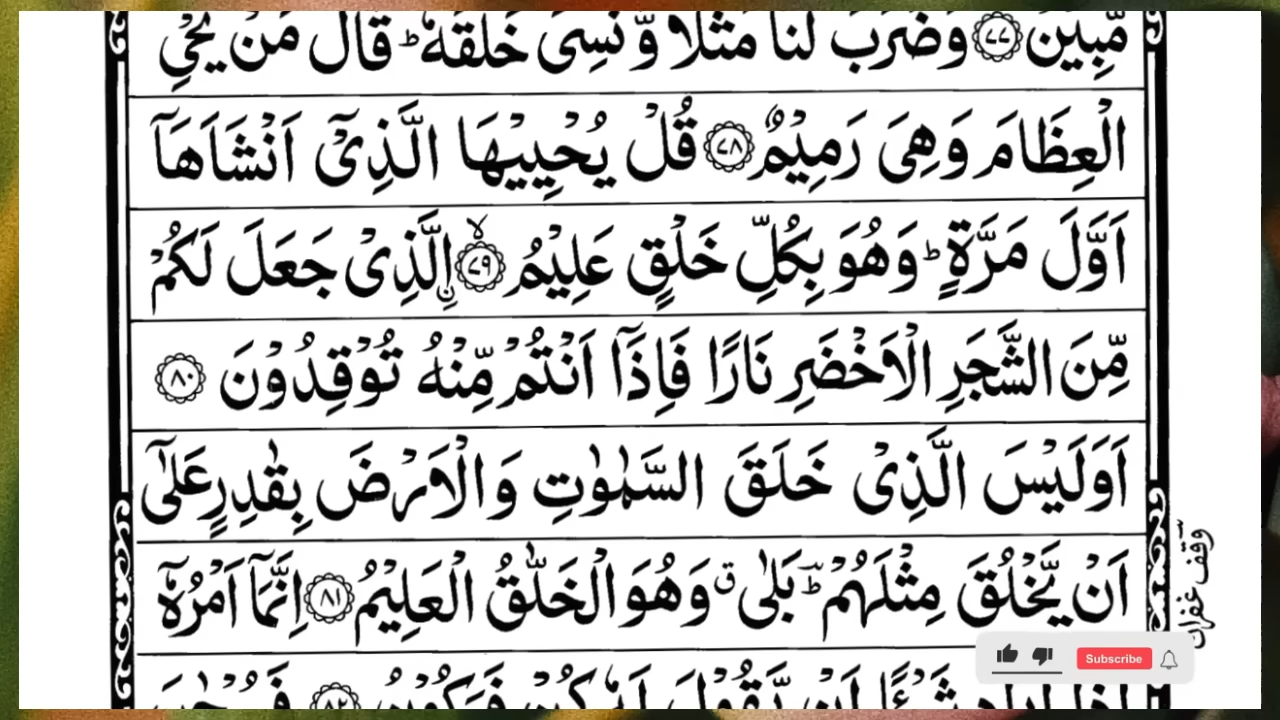 مُّبِيْنٌ ﴿۷۷﴾ وَضَرَبَ لَنَا مَثَلًا وَّنَسِیَ خَلْقَهٗ ؕ قَالَ مَنْ يُّحْیِ
الْعِظَامَ وَهِیَ رَمِيْمٌ ﴿۷۸﴾ قُلْ يُحْيِيْهَا الَّذِیْۤ اَنْشَاَهَاۤ
اَوَّلَ مَرَّةٍ ؕ وَهُوَ بِكُلِّ خَلْقٍ عَلِيْمُ ۙ﴿۷۹﴾ اِ۟لَّذِیْ جَعَلَ لَكُمْ
مِّنَ الشَّجَرِ الْاَخْضَرِ نَارًا فَاِذَاۤ اَنْتُمْ مِّنْهُ تُوْقِدُوْنَ ﴿۸۰﴾
اَوَلَيْسَ الَّذِیْ خَلَقَ السَّمٰوٰتِ وَالْاَرْضَ بِقٰدِرٍ عَلٰۤی
اَنْ يَّخْلُقَ مِثْلَهُمْ ؕ بَلٰی ۗ وَهُوَ الْخَلّٰقُ الْعَلِيْمُ ﴿۸۱﴾ اِنَّمَاۤ اَمْرُهٗۤ
وقف غفران
Subscribe